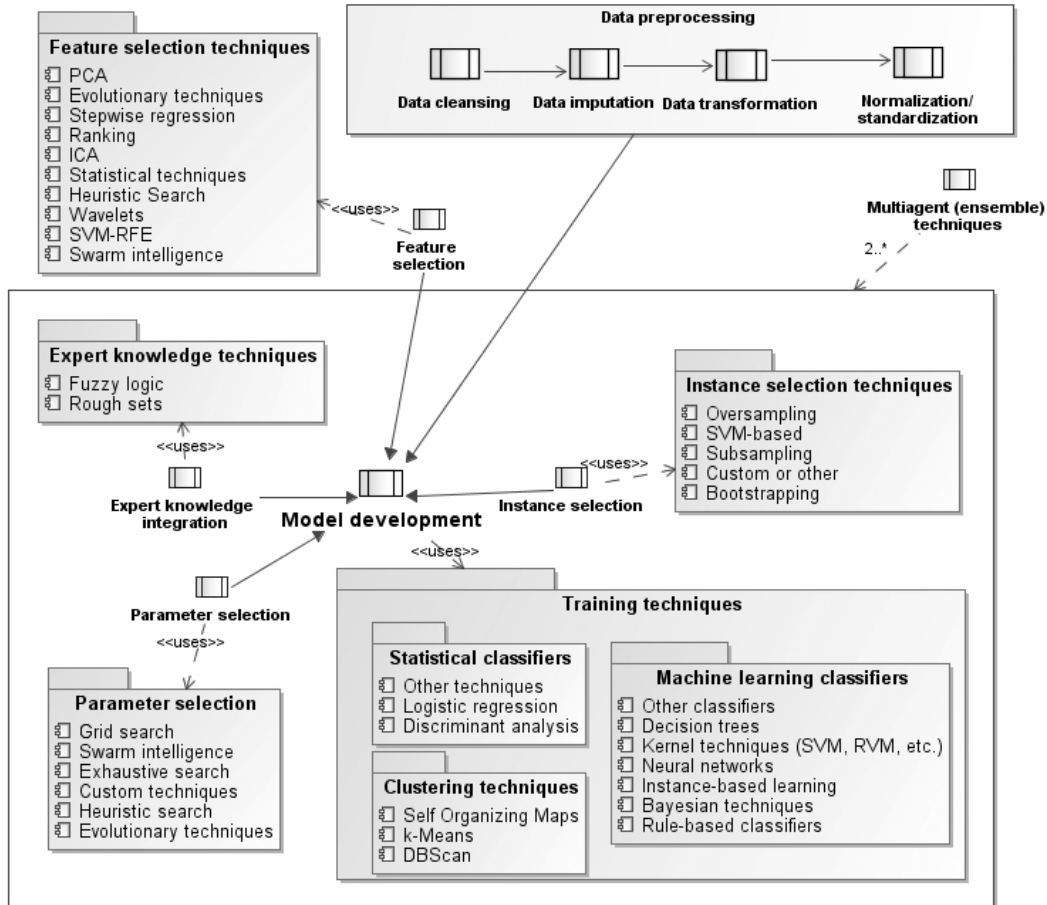 Feature selection techniques
PCA
Evolutionary techniques
Stepwise regression
Ranking
ICA
Statistical techniques
Heuristic Search
Wavelets
SVM-RFE
Swarm intelligence
Data preprocessing
Data cleansing
Data imputation
Data transformation
Normalization/
standardization
<<uses>>
Feature
selection
Multiagent (ensemble)
techniques
2..*
Expert knowledge techniques
Fuzzy logic
Rough sets
<<uses>>
Expert knowledge
integration
Model development
Instance selection techniques
Oversampling
SVM-based
Subsampling
Custom or other
Bootstrapping
<<uses>>
Instance selection
<<uses>>
Parameter selection
<<uses>>
Parameter selection
Grid search
Swarm intelligence
Exhaustive search
Custom techniques
Heuristic search
Evolutionary techniques
Training techniques
Statistical classifiers
Other techniques
Logistic regression
Discriminant analysis
Clustering techniques
Self Organizing Maps
k-Means
DBScan
Machine learning classifiers
Other classifiers
Decision trees
Kernel techniques (SVM, RVM, etc.)
Neural networks
Instance-based learning
Bayesian techniques
Rule-based classifiers